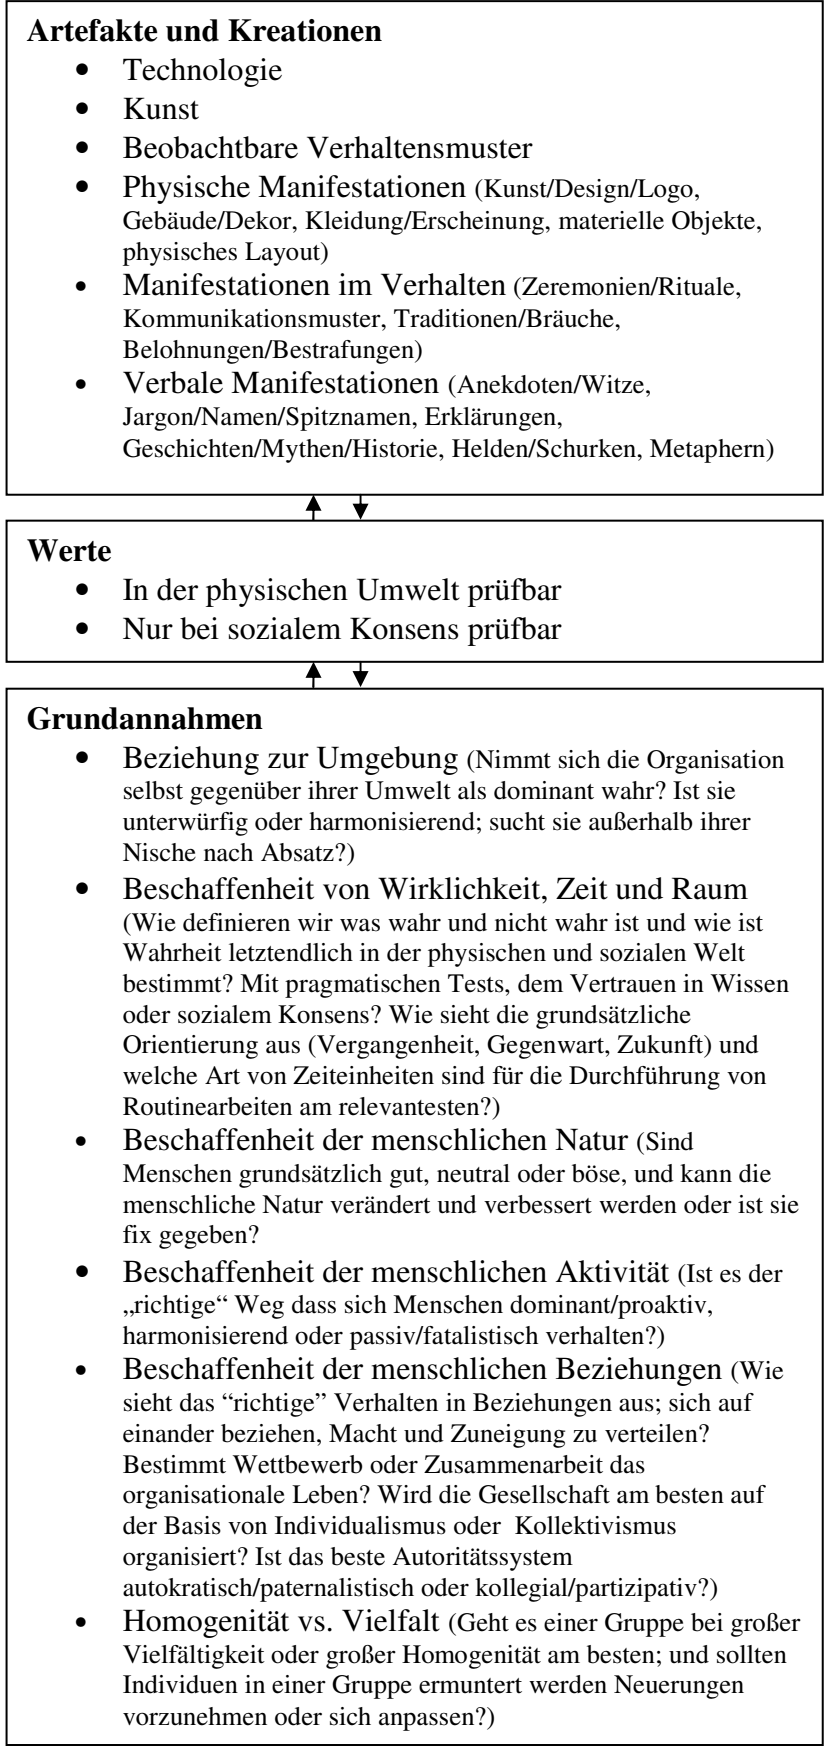 Artefakte und Kreationen
• Technologie
• Kunst
• Beobachtbare Verhaltensmuster
• Physische Manifestationen (Kunst/Design/Logo,
Gebäude/Dekor, Kleidung/Erscheinung, materielle Objekte,
physisches Layout)
• Manifestationen im Verhalten (Zeremonien/Rituale,
Kommunikationsmuster, Traditionen/Bräuche,
Belohnungen/Bestrafungen)
• Verbale Manifestationen (Anekdoten/Witze,
Jargon/Namen/Spitznamen, Erklärungen,
Geschichten/Mythen/Historie, Helden/Schurken, Metaphern)
Werte
• In der physischen Umwelt prüfbar
• Nur bei sozialem Konsens prüfbar
Grundannahmen
• Beziehung zur Umgebung (Nimmt sich die Organisation
selbst gegenüber ihrer Umwelt als dominant wahr? Ist sie
unterwürfig oder harmonisierend; sucht sie außerhalb ihrer
Nische nach Absatz?)
• Beschaffenheit von Wirklichkeit, Zeit und Raum
(Wie definieren wir was wahr und nicht wahr ist und wie ist
Wahrheit letztendlich in der physischen und sozialen Welt
bestimmt? Mit pragmatischen Tests, dem Vertrauen in Wissen
oder sozialem Konsens? Wie sieht die grundsätzliche
Orientierung aus (Vergangenheit, Gegenwart, Zukunft) und
welche Art von Zeiteinheiten sind für die Durchführung von
Routinearbeiten am relevantesten?)
• Beschaffenheit der menschlichen Natur (Sind
Menschen grundsätzlich gut, neutral oder böse, und kann die
menschliche Natur verändert und verbessert werden oder ist sie
fix gegeben?
• Beschaffenheit der menschlichen Aktivität (Ist es der
„richtige“ Weg dass sich Menschen dominant/proaktiv,
harmonisierend oder passiv/fatalistisch verhalten?)
• Beschaffenheit der menschlichen Beziehungen (Wie
sieht das “richtige” Verhalten in Beziehungen aus; sich auf
einander beziehen, Macht und Zuneigung zu verteilen?
Bestimmt Wettbewerb oder Zusammenarbeit das
organisationale Leben? Wird die Gesellschaft am besten auf
der Basis von Individualismus oder Kollektivismus
organisiert? Ist das beste Autoritätssystem
autokratisch/paternalistisch oder kollegial/partizipativ?)
• Homogenität vs. Vielfalt (Geht es einer Gruppe bei großer
Vielfältigkeit oder großer Homogenität am besten; und sollten
Individuen in einer Gruppe ermuntert werden Neuerungen
vorzunehmen oder sich anpassen?)